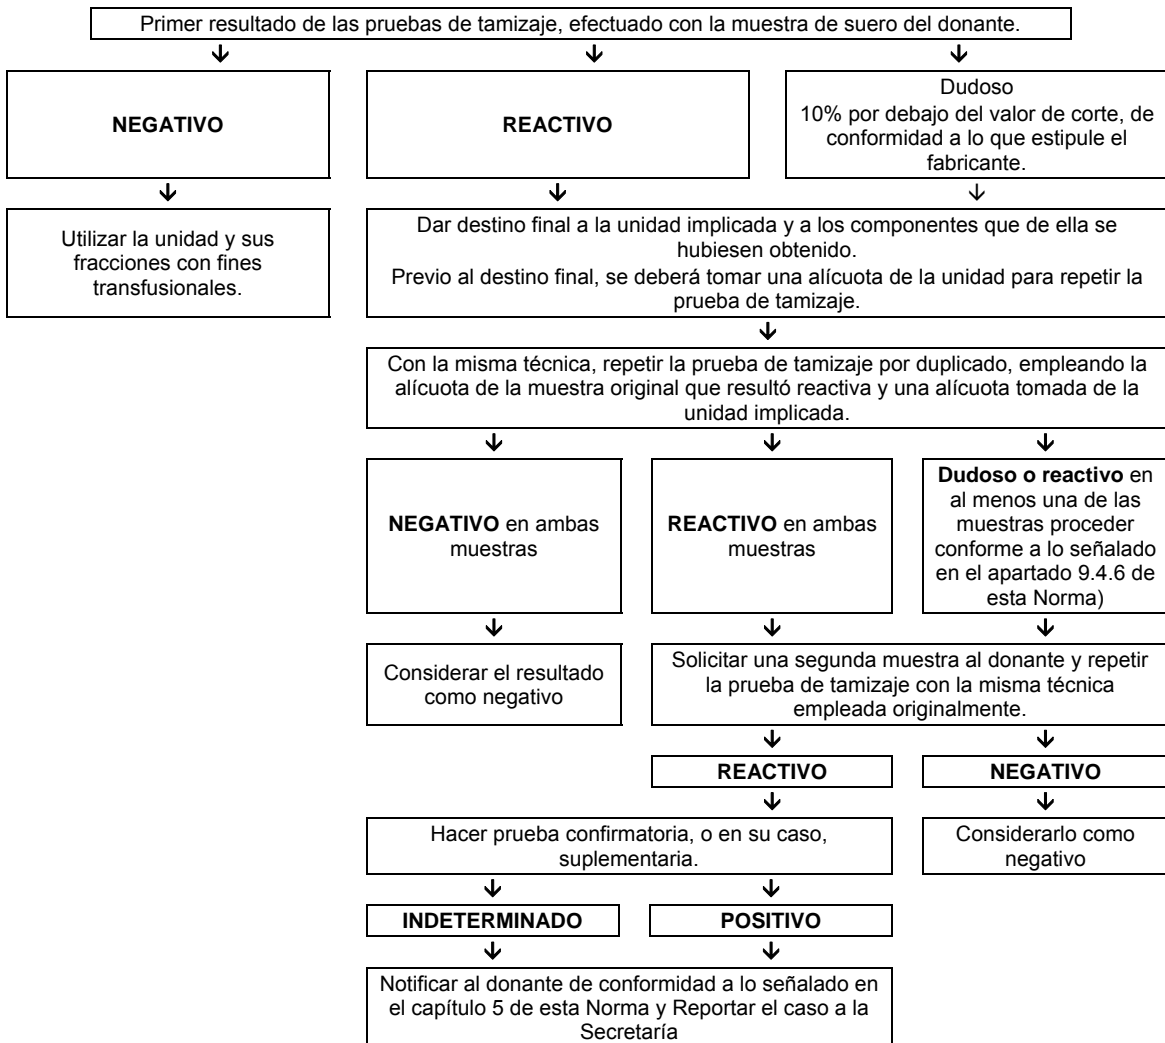 Primer resultado de las pruebas de tamizaje, efectuado con la muestra de suero del donante.
NEGATIVO
REACTIVO
Dudoso
10% por debajo del valor de corte, de
conformidad a lo que estipule el
fabricante.
Utilizar la unidad y sus
fracciones con fines
transfusionales.
Dar destino final a la unidad implicada y a los componentes que de ella se
hubiesen obtenido.
Previo al destino final, se deberá tomar una alícuota de la unidad para repetir la
prueba de tamizaje.
Con la misma técnica, repetir la prueba de tamizaje por duplicado, empleando la
alícuota de la muestra original que resultó reactiva y una alícuota tomada de la
unidad implicada.
NEGATIVO en ambas
muestras
REACTIVO en ambas
muestras
Dudoso o reactivo en
al menos una de las
muestras proceder
conforme a lo señalado
en el apartado 9.4.6 de
esta Norma)
Considerar el resultado
como negativo
Solicitar una segunda muestra al donante y repetir
la prueba de tamizaje con la misma técnica
empleada originalmente.
REACTIVO
NEGATIVO
Hacer prueba confirmatoria, o en su caso,
suplementaria.
Considerarlo como
negativo
INDETERMINADO
POSITIVO
Notificar al donante de conformidad a lo señalado en
el capítulo 5 de esta Norma y Reportar el caso a la
Secretaría